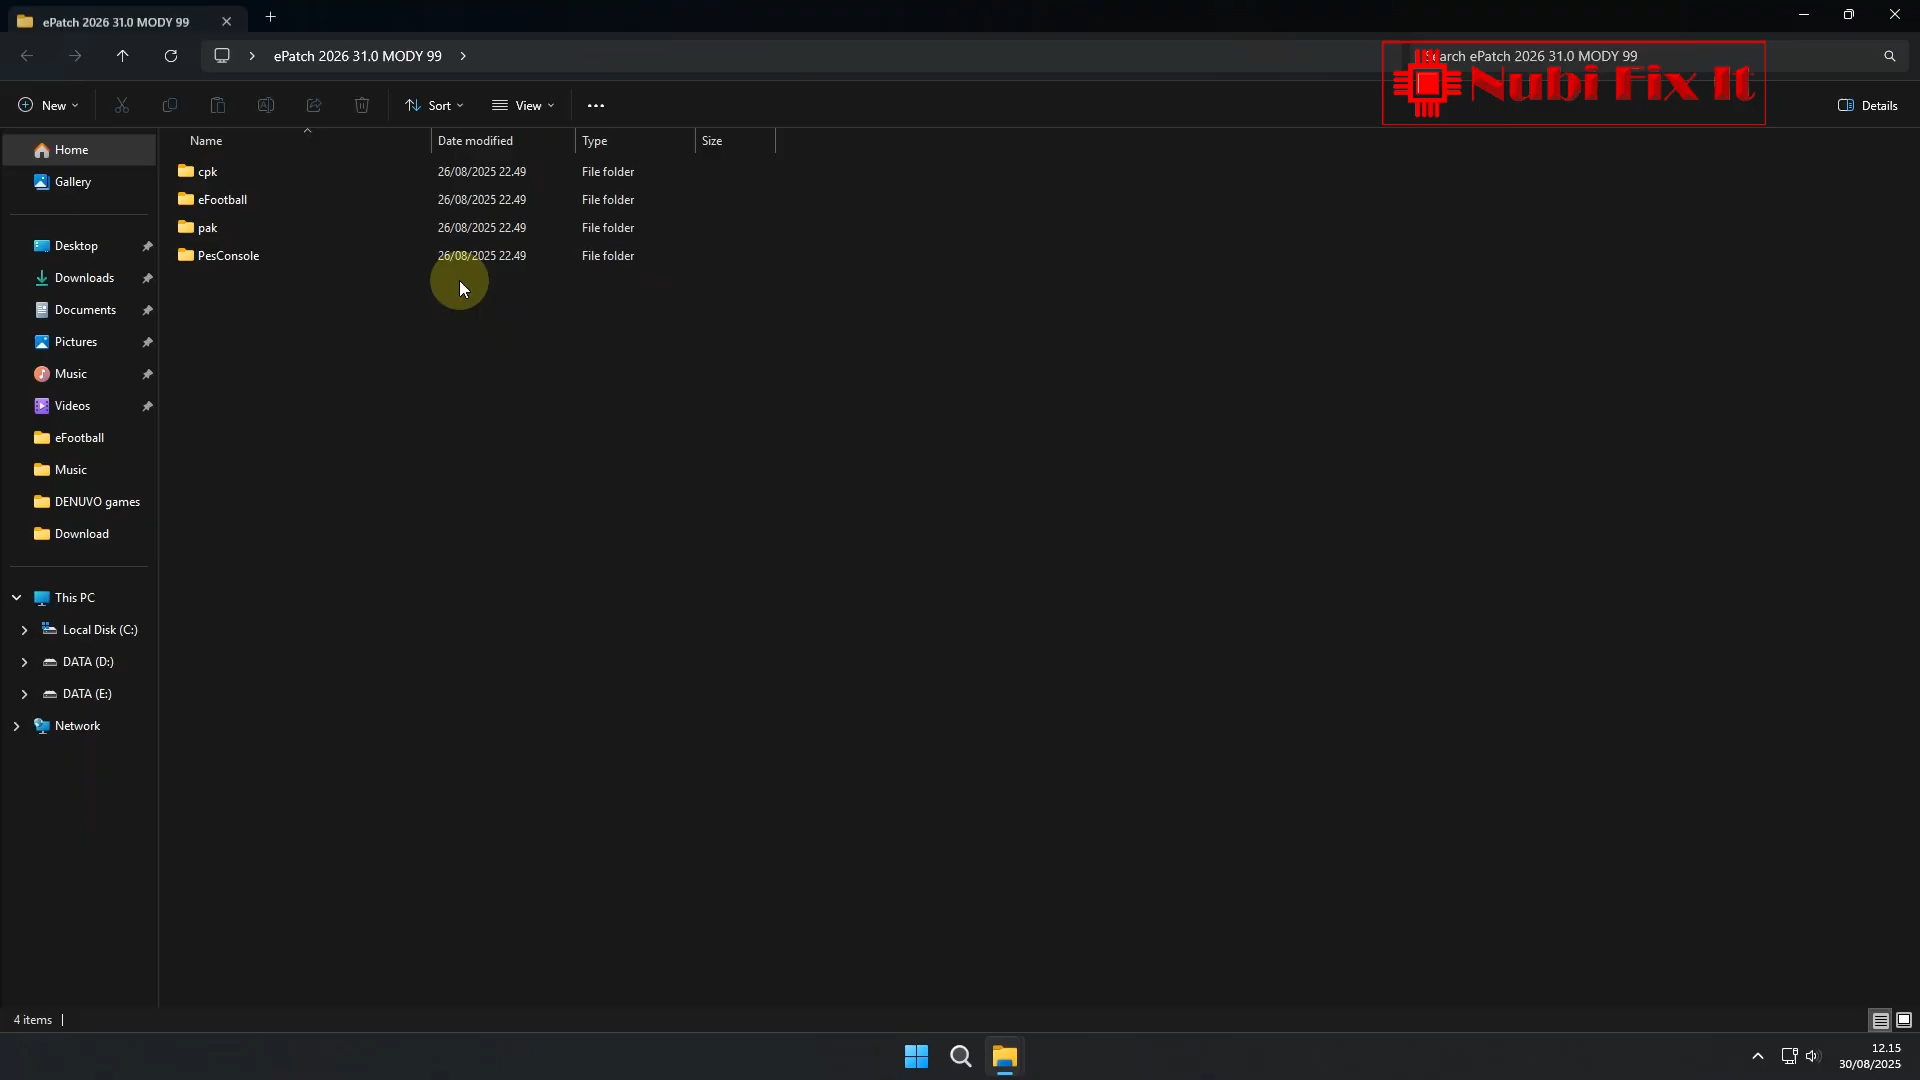 ePatch 2026 31.0 MODY 99
ePatch 2026 31.0 MODY 99
Search ePatch 2026 31.0 MODY 99
Nubi Fix It
New
Sort
View
Details
Home
Gallery
Desktop
Downloads
Documents
Pictures
Music
Videos
eFootball
Music
DENUVO games
Download
This PC
Local Disk (C:)
DATA (D:)
DATA (E:)
Network
Name Date modified Type Size
cpk 26/08/2025 22.49 File folder
eFootball 26/08/2025 22.49 File folder
pak 26/08/2025 22.49 File folder
PesConsole 26/08/2025 22.49 File folder
4 items
12.15
30/08/2025